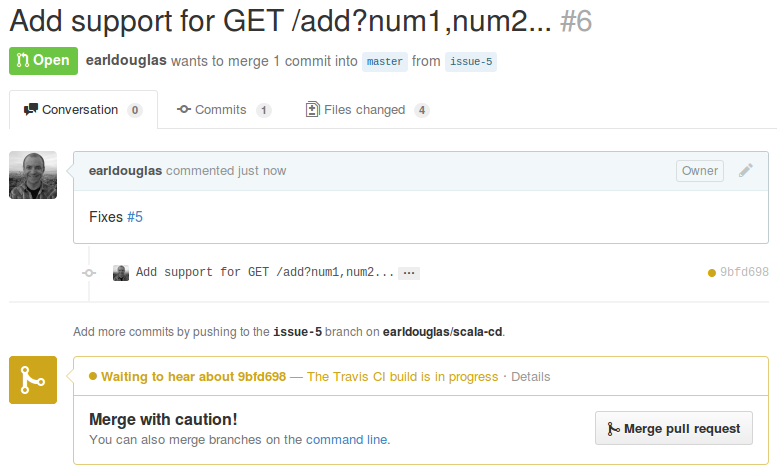 Add support for GET /add?num1,num2... #6
Open earldouglas wants to merge 1 commit into master from issue-5
Conversation 0 Commits 1 Files changed 4
earldouglas commented just now Owner
Fixes #5
Add support for GET /add?num1,num2... ... 9bfd698
Add more commits by pushing to the issue-5 branch on earldouglas/scala-cd.
Waiting to hear about 9bfd698 — The Travis CI build is in progress · Details
Merge with caution!
You can also merge branches on the command line.
Merge pull request